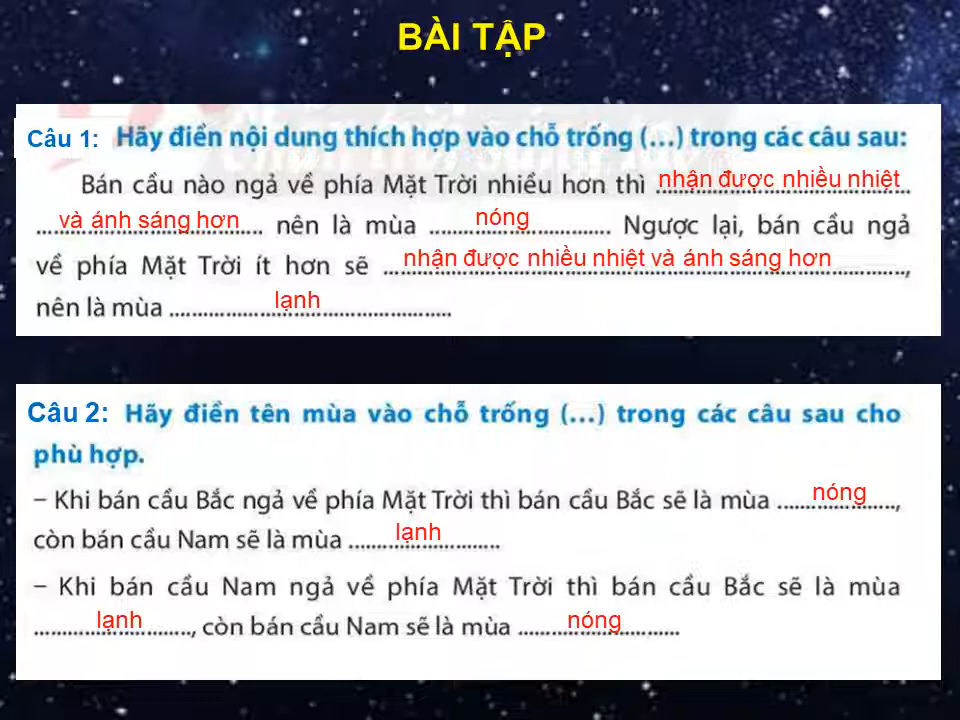 BÀI TẬP
Câu 1: Hãy điền nội dung thích hợp vào chỗ trống (...) trong các câu sau:
Bán cầu nào ngả về phía Mặt Trời nhiều hơn thì nhận được nhiều nhiệt
và ánh sáng hơn nên là mùa nóng. Ngược lại, bán cầu ngả
về phía Mặt Trời ít hơn sẽ nhận được nhiều nhiệt và ánh sáng hơn,
nên là mùa lạnh
Câu 2: Hãy điền tên mùa vào chỗ trống (...) trong các câu sau cho
phù hợp.
– Khi bán cầu Bắc ngả về phía Mặt Trời thì bán cầu Bắc sẽ là mùa nóng,
còn bán cầu Nam sẽ là mùa lạnh
– Khi bán cầu Nam ngả về phía Mặt Trời thì bán cầu Bắc sẽ là mùa
lạnh, còn bán cầu Nam sẽ là mùa nóng